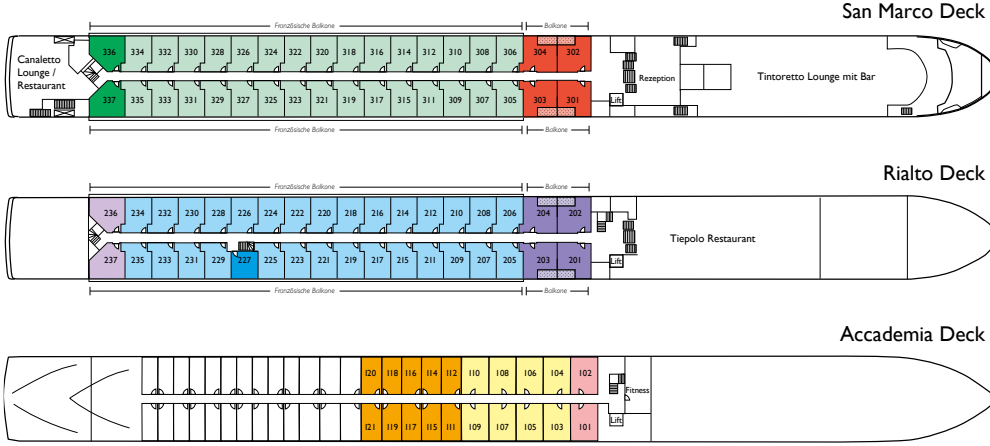 San Marco Deck
Französische Balkone
Balkone
336 334 332 330 328 326 324 322 320 318 316 314 312 310 308 306 304 302
Canaletto
Lounge /
Restaurant
Rezeption
Tintoretto Lounge mit Bar
337 335 333 331 329 327 325 323 321 319 317 315 311 309 307 305 303 301
Lift
Französische Balkone
Balkone
Rialto Deck
Französische Balkone
Balkone
236 234 232 230 228 226 224 222 220 218 216 214 212 210 208 206 204 202
Tiepolo Restaurant
237 235 233 231 229 227 225 223 221 219 217 215 211 209 207 205 203 201
Lift
Französische Balkone
Balkone
Accademia Deck
120 118 116 114 112 110 108 106 104 102
Fitness
Lift
121 119 117 115 111 109 107 105 103 101